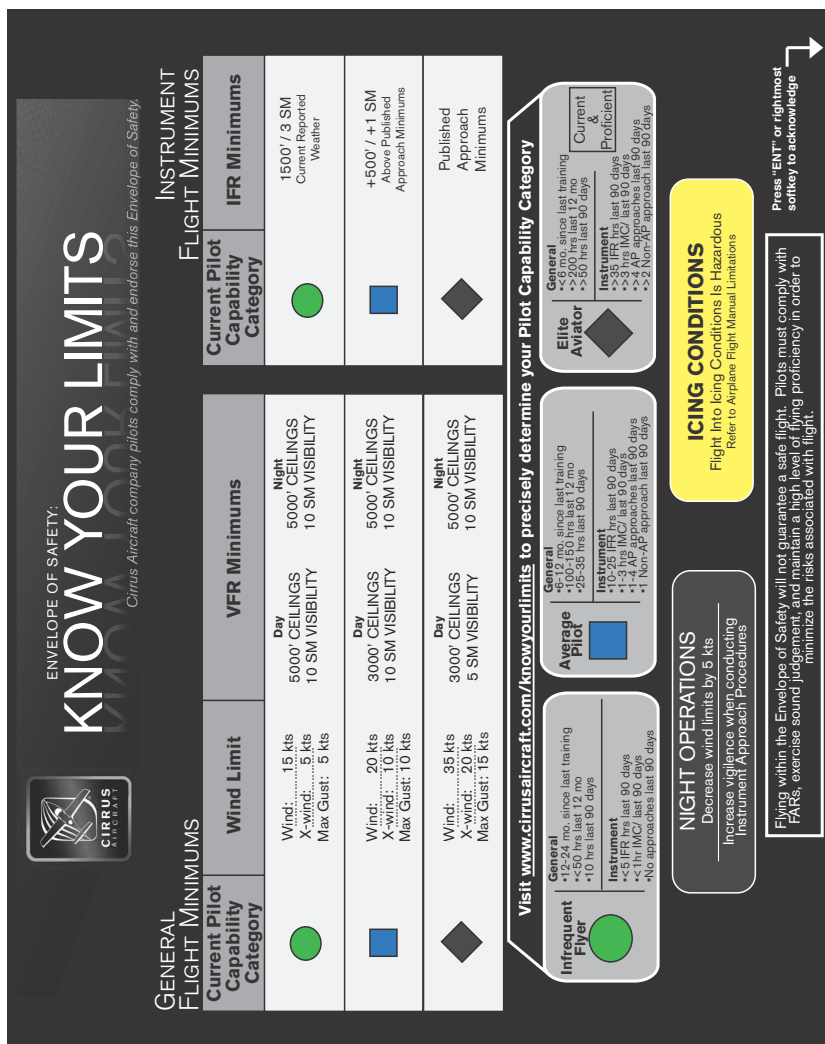 CIRRUS
AIRCRAFT
ENVELOPE OF SAFETY:
KNOW YOUR LIMITS
Cirrus Aircraft company pilots comply with and endorse this Envelope of Safety.
GENERAL
FLIGHT MINIMUMS
INSTRUMENT
FLIGHT MINIMUMS
Current Pilot
Capability
Category
Wind Limit
VFR Minimums
Current Pilot
Capability
Category
IFR Minimums
Wind: 15 kts
X-wind: 5 kts
Max Gust: 5 kts
Day
5000' CEILINGS
10 SM VISIBILITY
Night
5000' CEILINGS
10 SM VISIBILITY
1500' / 3 SM
Current Reported
Weather
Wind: 20 kts
X-wind: 10 kts
Max Gust: 10 kts
Day
3000' CEILINGS
10 SM VISIBILITY
Night
5000' CEILINGS
10 SM VISIBILITY
+500' / +1 SM
Above Published
Approach Minimums
Wind: 35 kts
X-wind: 20 kts
Max Gust: 15 kts
Day
3000' CEILINGS
5 SM VISIBILITY
Night
5000' CEILINGS
10 SM VISIBILITY
Published
Approach
Minimums
Visit www.cirrusaircraft.com/knowyourlimits to precisely determine your Pilot Capability Category
Infrequent
Flyer
General
•12-24 mo. since last training
•<50 hrs last 12 mo
•10 hrs last 90 days
Instrument
•<5 IFR hrs last 90 days
•<1hr IMC/ last 90 days
•No approaches last 90 days
Average
Pilot
General
•6-12 mo. since last training
•100-150 hrs last 12 mo
•25-35 hrs last 90 days
Instrument
•10-25 IFR hrs last 90 days
•1-3 hrs IMC/ last 90 days
•1-4 AP approaches last 90 days
•1 Non-AP approach last 90 days
Elite
Aviator
General
•<6 mo. since last training
•>200 hrs last 12 mo
•>50 hrs last 90 days
Instrument
•>35 IFR hrs last 90 days
•>3 hrs IMC/ last 90 days
•>4 AP approaches last 90 days
•>2 Non-AP approach last 90 days
Current
&
Proficient
NIGHT OPERATIONS
Decrease wind limits by 5 kts
Increase vigilence when conducting
Instrument Approach Procedures
ICING CONDITIONS
Flight Into Icing Conditions Is Hazardous
Refer to Airplane Flight Manual Limitations
Flying within the Envelope of Safety will not guarantee a safe flight. Pilots must comply with
FARs, exercise sound judgement, and maintain a high level of flying proficiency in order to
minimize the risks associated with flight.
Press "ENT" or rightmost
softkey to acknowledge